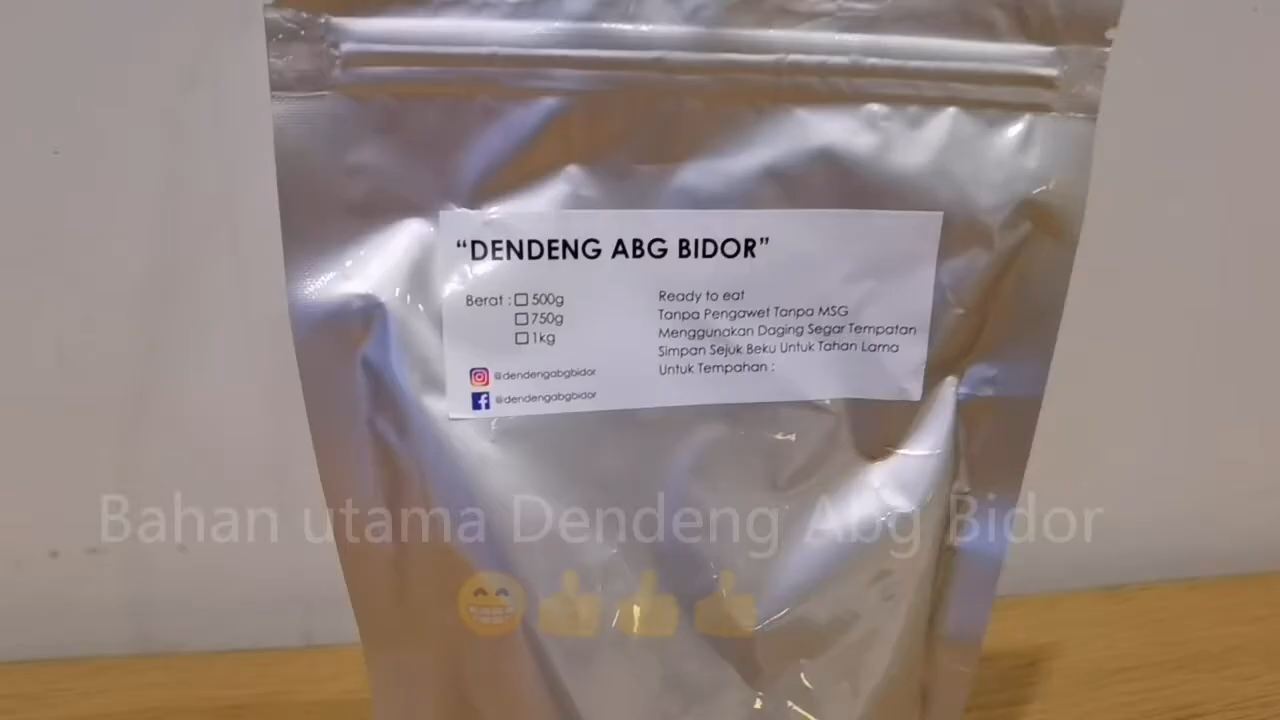 “DENDENG ABG BIDOR”
Berat : 500g
750g
1kg
@dendengabgbidor
@dendengabgbidor
Ready to eat
Tanpa Pengawet Tanpa MSG
Menggunakan Daging Segar Tempatan
Simpan Sejuk Beku Untuk Tahan Lama
Untuk Tempahan :
Bahan utama Dendeng Abg Bidor
😁👍👍👍